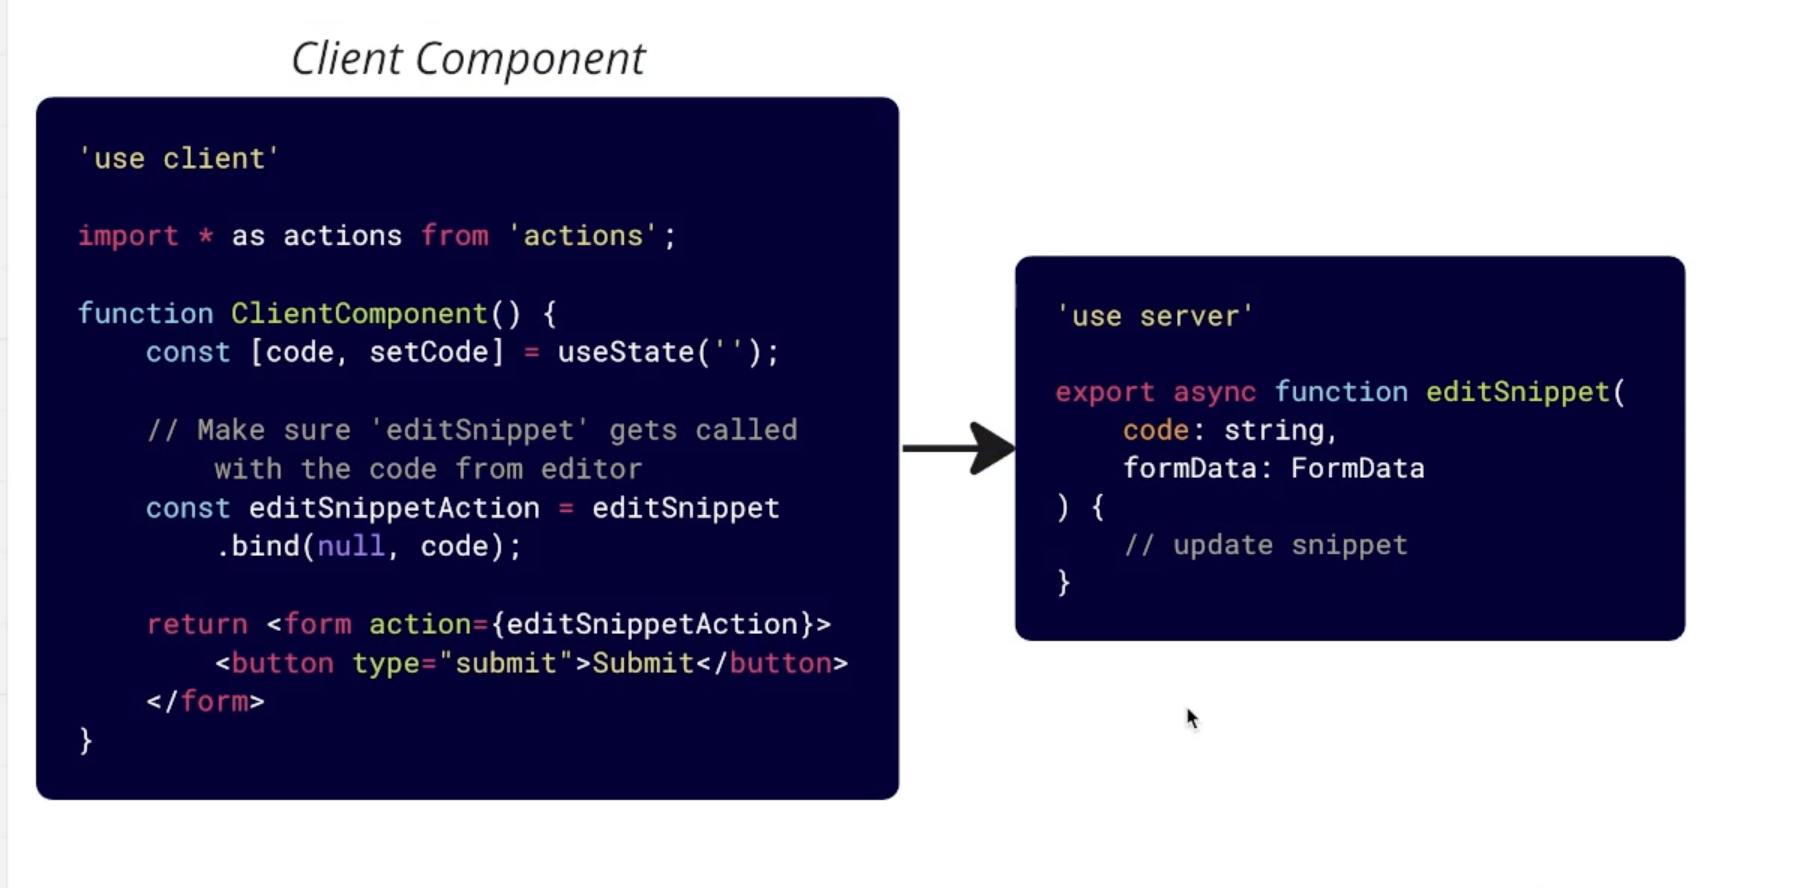 Client Component
'use client'
import * as actions from 'actions';
function ClientComponent() {
const [code, setCode] = useState('');
// Make sure 'editSnippet' gets called
with the code from editor
const editSnippetAction = editSnippet
.bind(null, code);
return <form action={editSnippetAction}>
<button type="submit">Submit</button>
</form>
}
'use server'
export async function editSnippet(
code: string,
formData: FormData
) {
// update snippet
}